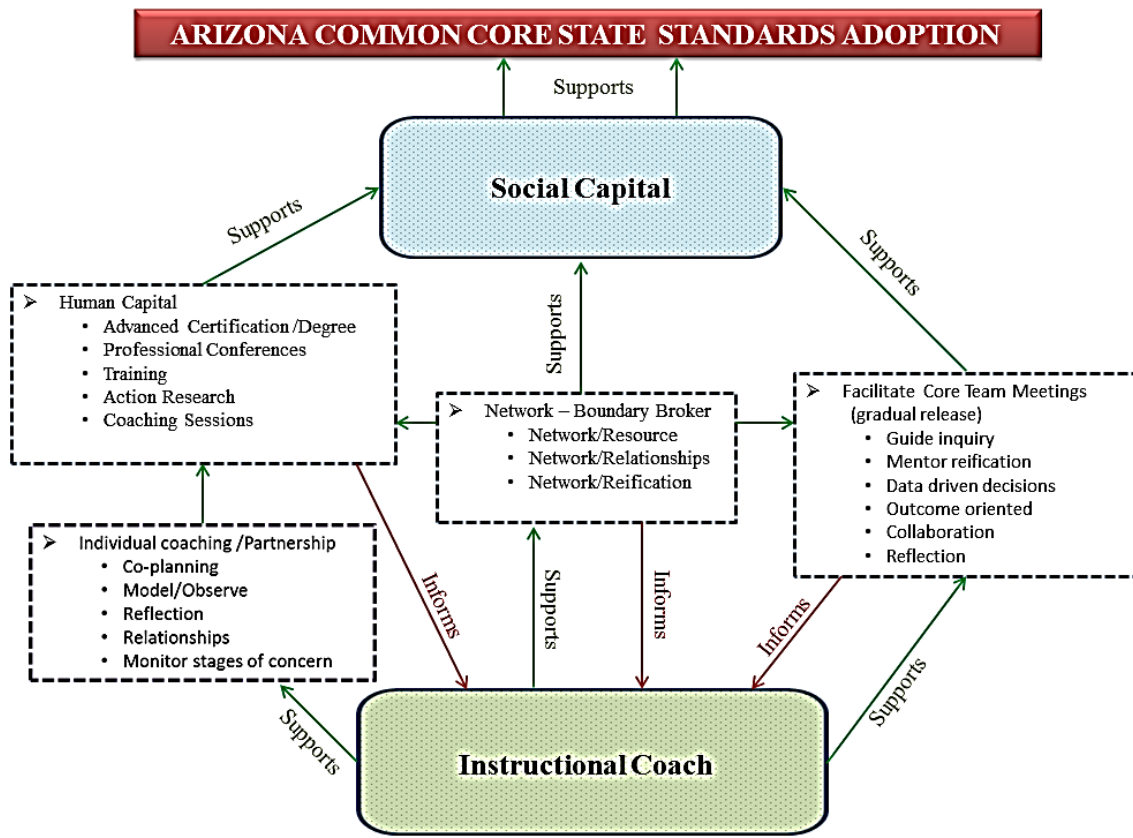 ARIZONA COMMON CORE STATE STANDARDS ADOPTION
Supports
Social Capital
Supports
Supports
Supports
➢ Human Capital
• Advanced Certification/Degree
• Professional Conferences
• Training
• Action Research
• Coaching Sessions
➢ Network – Boundary Broker
• Network/Resource
• Network/Relationships
• Network/Reification
➢ Facilitate Core Team Meetings
(gradual release)
• Guide inquiry
• Mentor reification
• Data driven decisions
• Outcome oriented
• Collaboration
• Reflection
➢ Individual coaching /Partnership
• Co-planning
• Model/Observe
• Reflection
• Relationships
• Monitor stages of concern
Informs
Supports
Informs
Informs
Supports
Supports
Instructional Coach